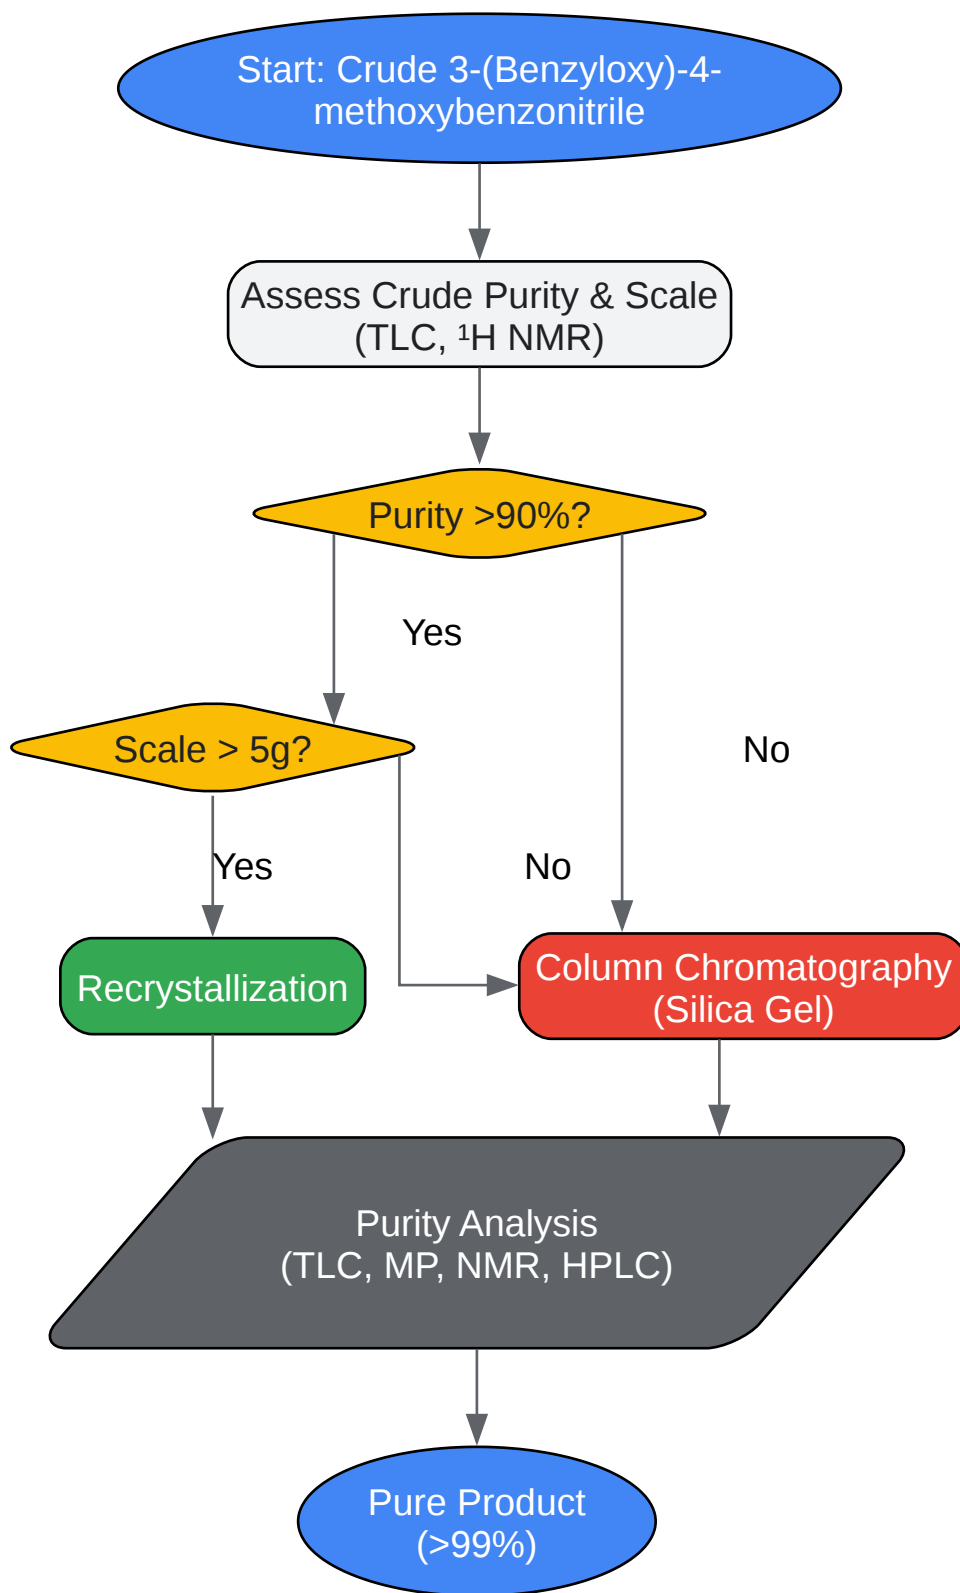 Start: Crude 3-(Benzyloxy)-4-
methoxybenzonitrile
Assess Crude Purity & Scale
(TLC, ¹H NMR)
Purity >90%?
Yes
Scale > 5g?
No
Yes
No
Recrystallization
Column Chromatography
(Silica Gel)
Purity Analysis
(TLC, MP, NMR, HPLC)
Pure Product
(>99%)